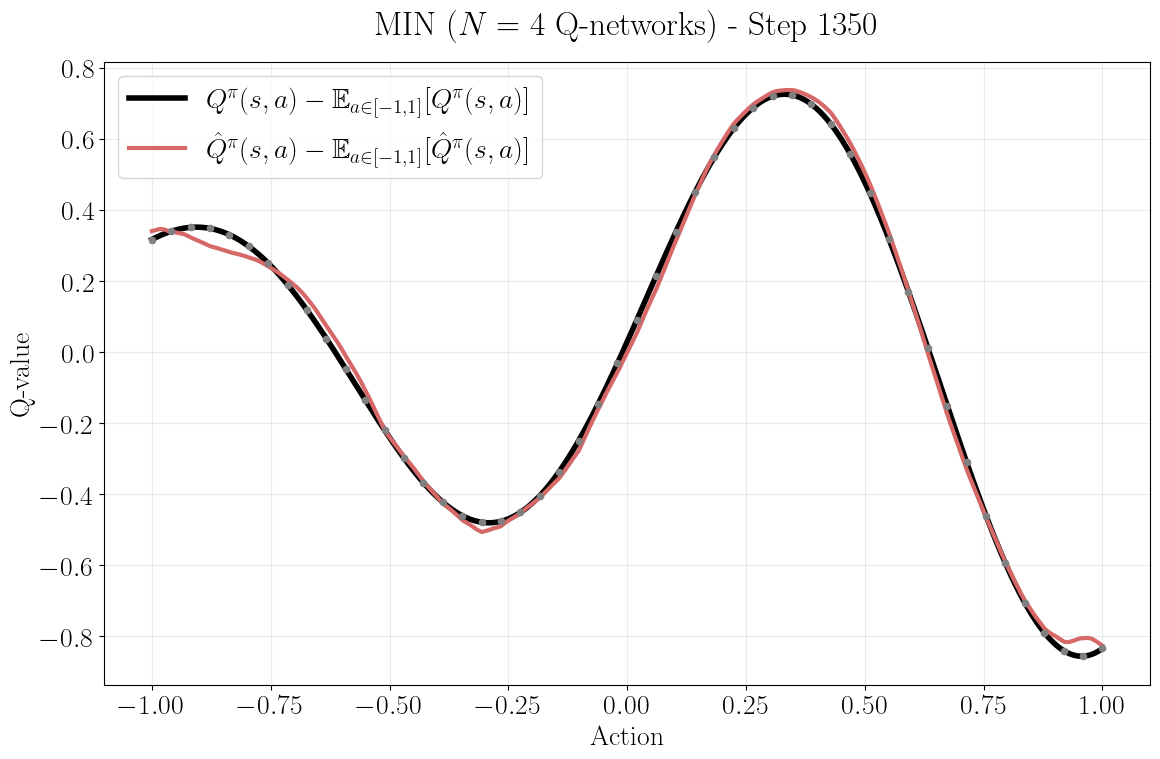 MIN (N = 4 Q-networks) - Step 1350
Q^π(s, a) − 𝔼_{a∈[−1,1]}[Q^π(s, a)]
Q̂^π(s, a) − 𝔼_{a∈[−1,1]}[Q̂^π(s, a)]
Q-value
0.8
0.6
0.4
0.2
0.0
−0.2
−0.4
−0.6
−0.8
−1.00 −0.75 −0.50 −0.25 0.00 0.25 0.50 0.75 1.00
Action